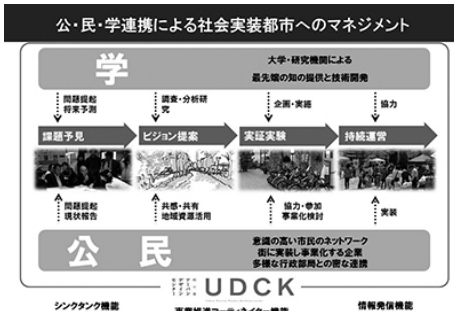 公・民・学連携による社会実装都市へのマネジメント
学
大学・研究機関による
最先端の知の提供と技術開発
問題提起
将来予測
調査・分析研
究
企画・実施
協力
課題予見
ビジョン提案
実証実験
持続運営
問題提起
現状報告
共感・共有
地域資源活用
協力・参加
事業化検討
実装
公 民
意識の高い市民のネットワーク
街に実装し事業化する企業
多様な行政部局との密な連携
UDCK
シンクタンク機能
情報発信機能